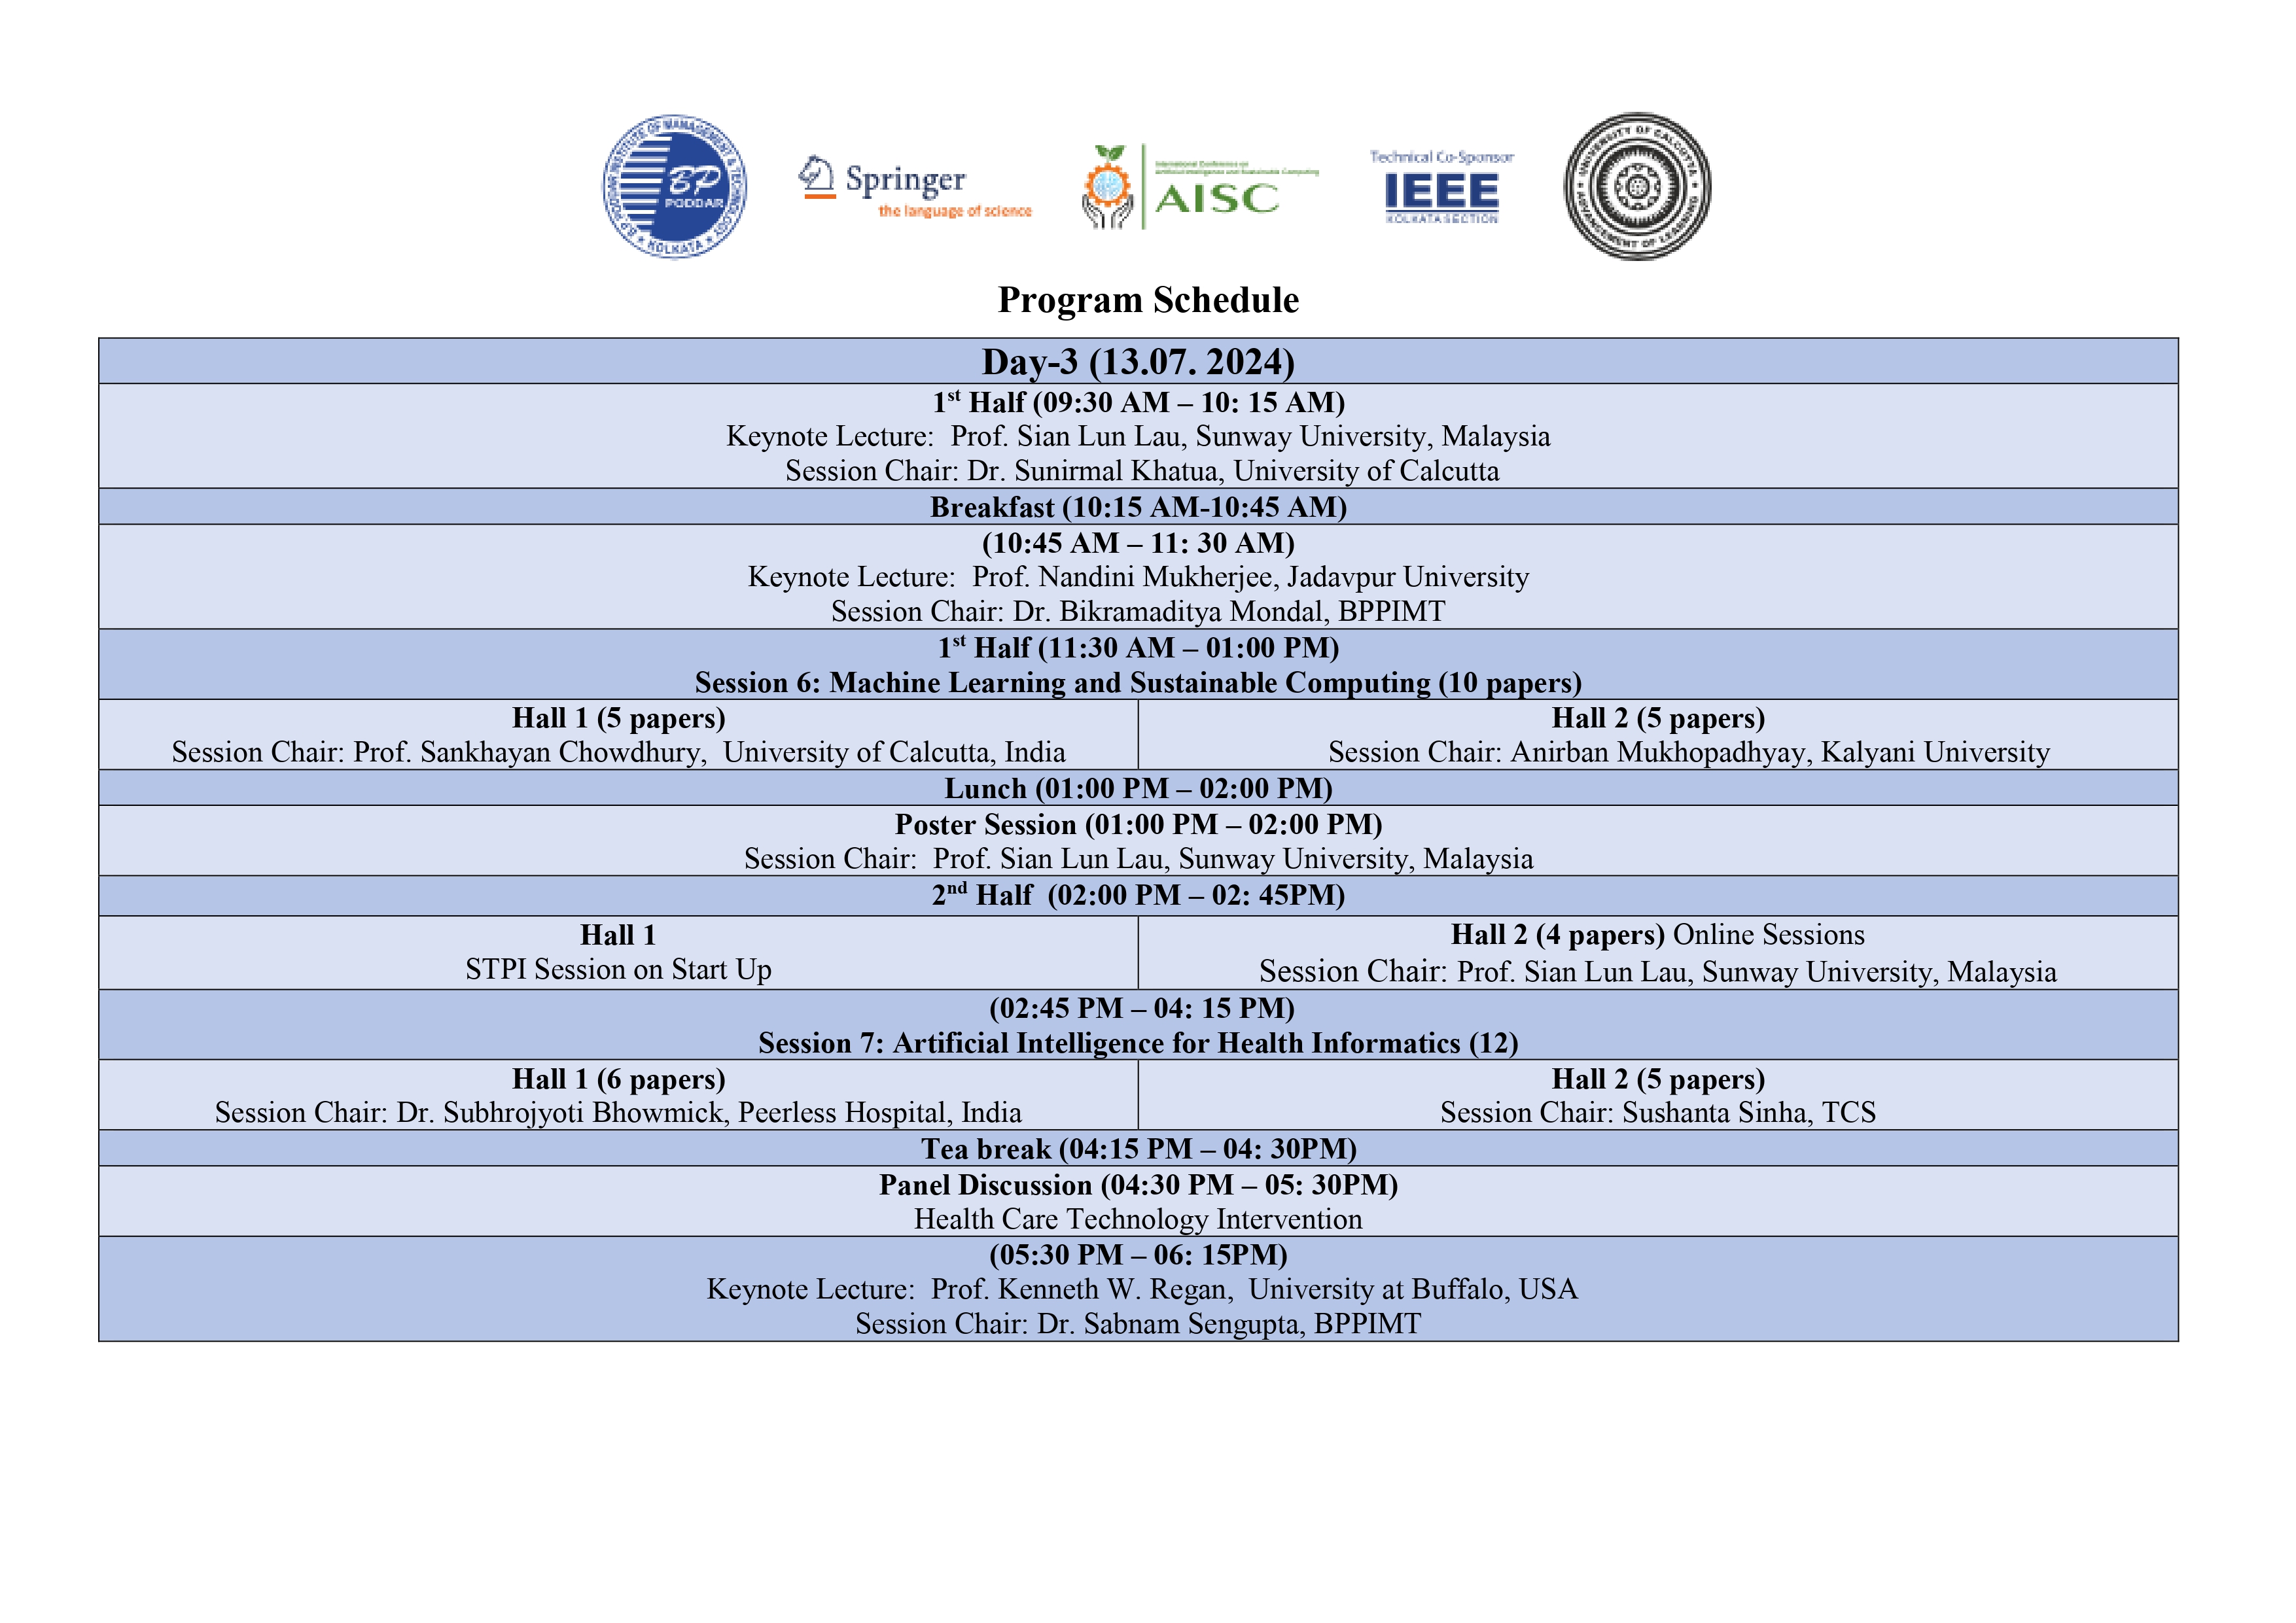 B.P. PODDAR INSTITUTE OF MANAGEMENT & TECHNOLOGY
BP
PODDAR
★ KOLKATA ★
Springer
the language of science
International Conference on
Artificial Intelligence and Sustainable Computing
AISC
Technical Co-Sponsor
IEEE
KOLKATA SECTION
UNIVERSITY OF CALCUTTA
ADVANCEMENT OF LEARNING
Program Schedule
Day-3 (13.07. 2024)
1st Half (09:30 AM – 10: 15 AM)
Keynote Lecture:  Prof. Sian Lun Lau, Sunway University, Malaysia
Session Chair: Dr. Sunirmal Khatua, University of Calcutta
Breakfast (10:15 AM-10:45 AM)
(10:45 AM – 11: 30 AM)
Keynote Lecture:  Prof. Nandini Mukherjee, Jadavpur University
Session Chair: Dr. Bikramaditya Mondal, BPPIMT
1st Half (11:30 AM – 01:00 PM)
Session 6: Machine Learning and Sustainable Computing (10 papers)
Hall 1 (5 papers)
Session Chair: Prof. Sankhayan Chowdhury,  University of Calcutta, India
Hall 2 (5 papers)
Session Chair: Anirban Mukhopadhyay, Kalyani University
Lunch (01:00 PM – 02:00 PM)
Poster Session (01:00 PM – 02:00 PM)
Session Chair:  Prof. Sian Lun Lau, Sunway University, Malaysia
2nd Half  (02:00 PM – 02: 45PM)
Hall 1
STPI Session on Start Up
Hall 2 (4 papers) Online Sessions
Session Chair: Prof. Sian Lun Lau, Sunway University, Malaysia
(02:45 PM – 04: 15 PM)
Session 7: Artificial Intelligence for Health Informatics (12)
Hall 1 (6 papers)
Session Chair: Dr. Subhrojyoti Bhowmick, Peerless Hospital, India
Hall 2 (5 papers)
Session Chair: Sushanta Sinha, TCS
Tea break (04:15 PM – 04: 30PM)
Panel Discussion (04:30 PM – 05: 30PM)
Health Care Technology Intervention
(05:30 PM – 06: 15PM)
Keynote Lecture:  Prof. Kenneth W. Regan,  University at Buffalo, USA
Session Chair: Dr. Sabnam Sengupta, BPPIMT